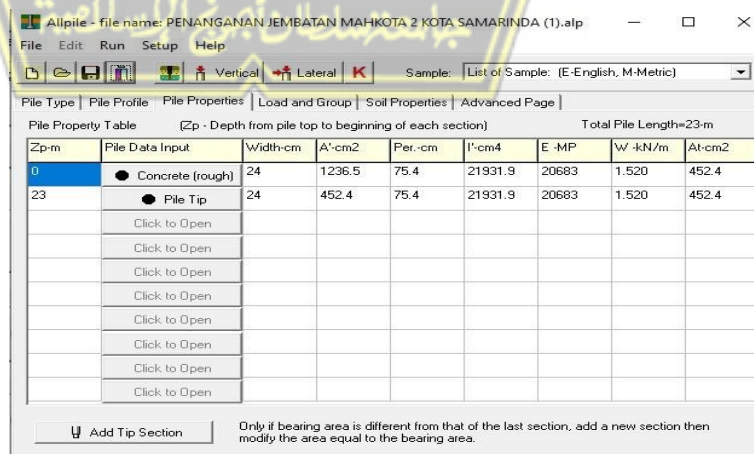 Allpile - file name: PENANGANAN JEMBATAN MAHKOTA 2 KOTA SAMARINDA (1).alp
File Edit Run Setup Help
Vertical Lateral K Sample: List of Sample: (E-English, M-Metric)
Pile Type Pile Profile Pile Properties Load and Group Soil Properties Advanced Page
Pile Property Table (Zp - Depth from pile top to beginning of each section) Total Pile Length=23-m
Zp-m Pile Data Input Width-cm A'-cm2 Per.-cm I'-cm4 E -MP W -kN/m At-cm2
0 Concrete (rough) 24 1236.5 75.4 21931.9 20683 1.520 452.4
23 Pile Tip 24 452.4 75.4 21931.9 20683 1.520 452.4
Click to Open
Click to Open
Click to Open
Click to Open
Click to Open
Click to Open
Click to Open
Click to Open
Add Tip Section Only if bearing area is different from that of the last section, add a new section then
modify the area equal to the bearing area.